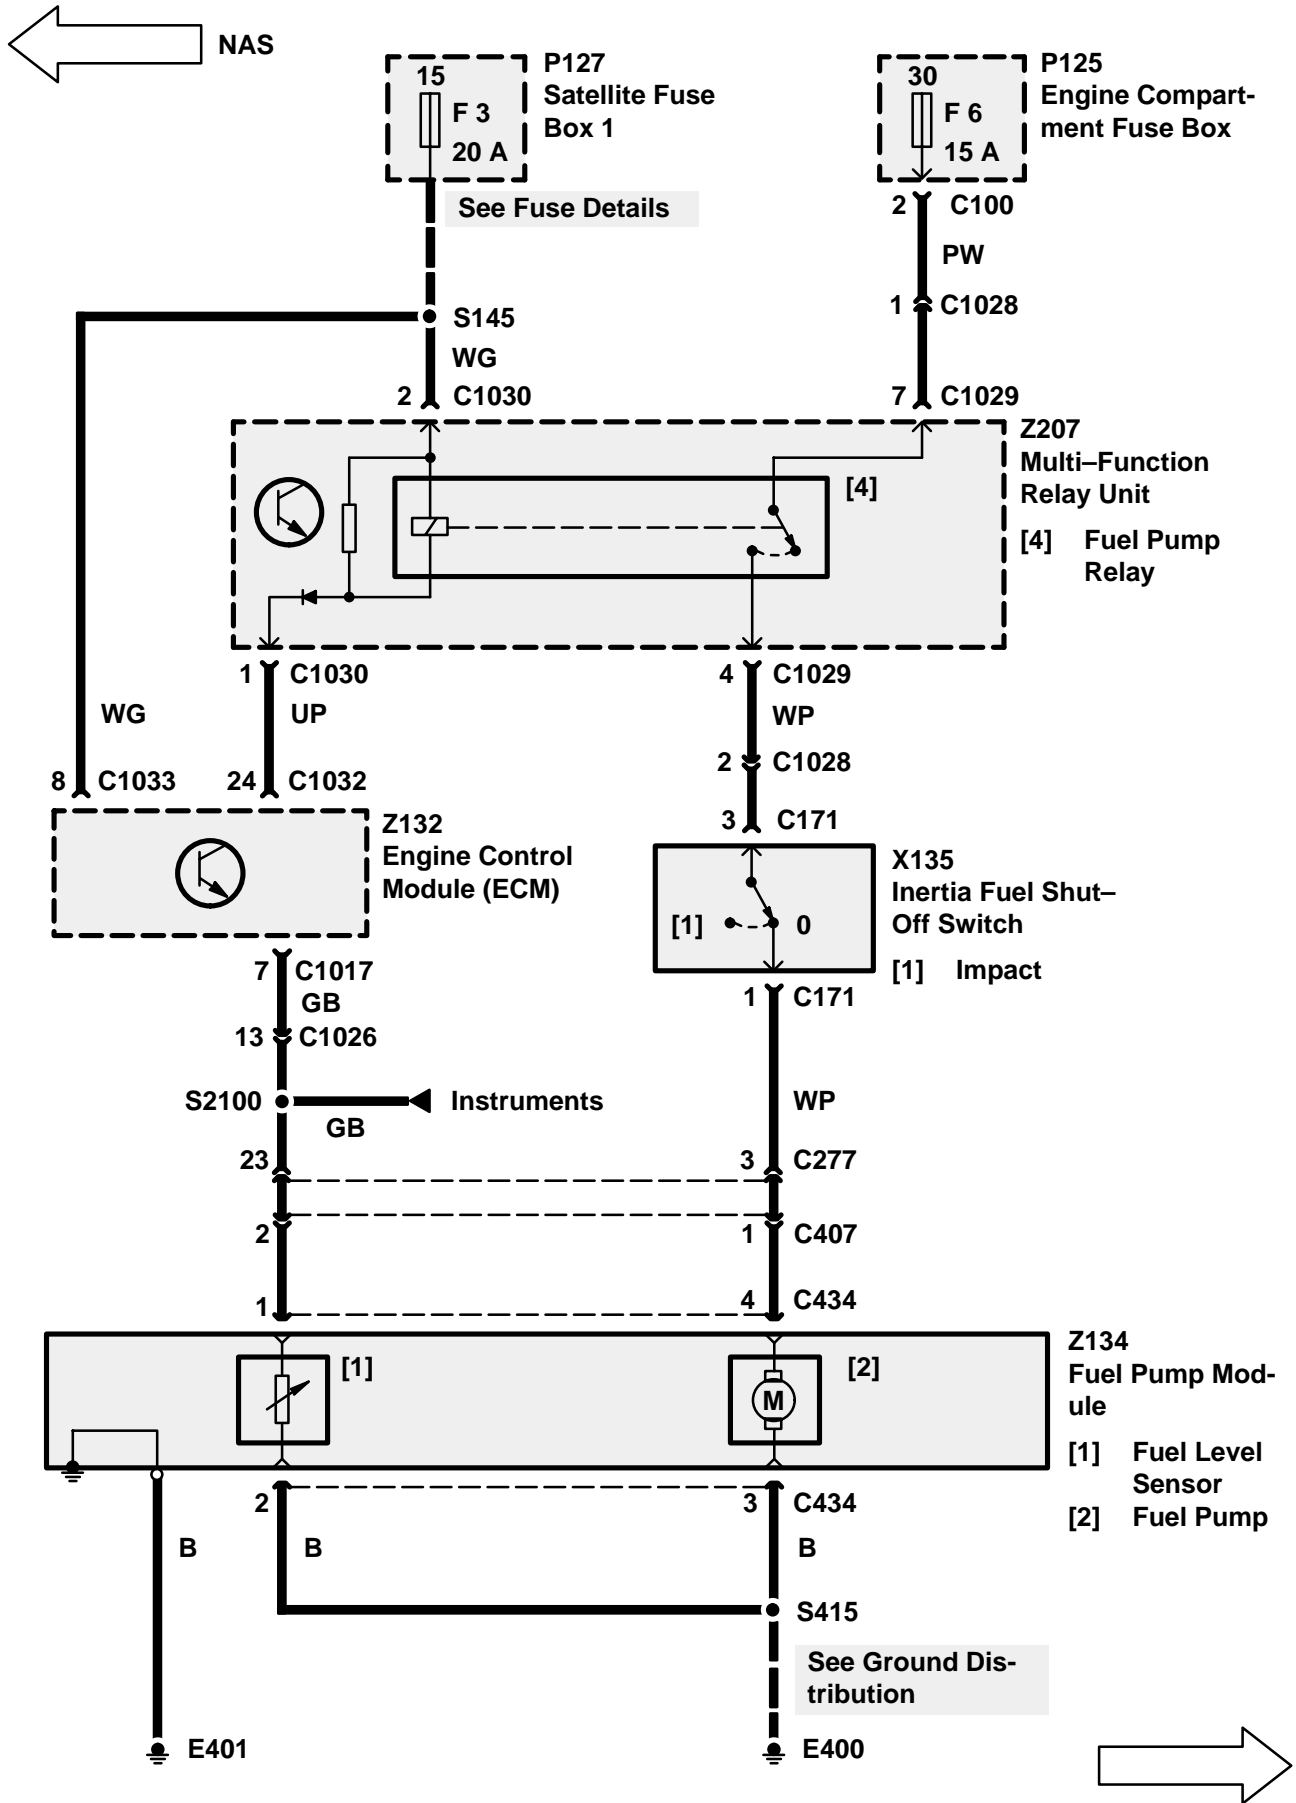 NAS
15
F 3
20 A
P127
Satellite Fuse
Box 1
30
F 6
15 A
P125
Engine Compart-
ment Fuse Box
See Fuse Details
2 C100
PW
1 C1028
S145
WG
2 C1030
7 C1029
Z207
Multi–Function
Relay Unit
[4] Fuel Pump
Relay
[4]
1 C1030
UP
WG
4 C1029
WP
2 C1028
8 C1033
24 C1032
3 C171
Z132
Engine Control
Module (ECM)
X135
Inertia Fuel Shut–
Off Switch
[1] Impact
[1] 0
7 C1017
GB
13 C1026
1 C171
S2100
Instruments
GB
WP
23
3 C277
2
1 C407
1
4 C434
Z134
Fuel Pump Mod-
ule
[1] Fuel Level
Sensor
[2] Fuel Pump
[1]
[2]
M
2
3 C434
B
B
B
S415
See Ground Dis-
tribution
E401
E400